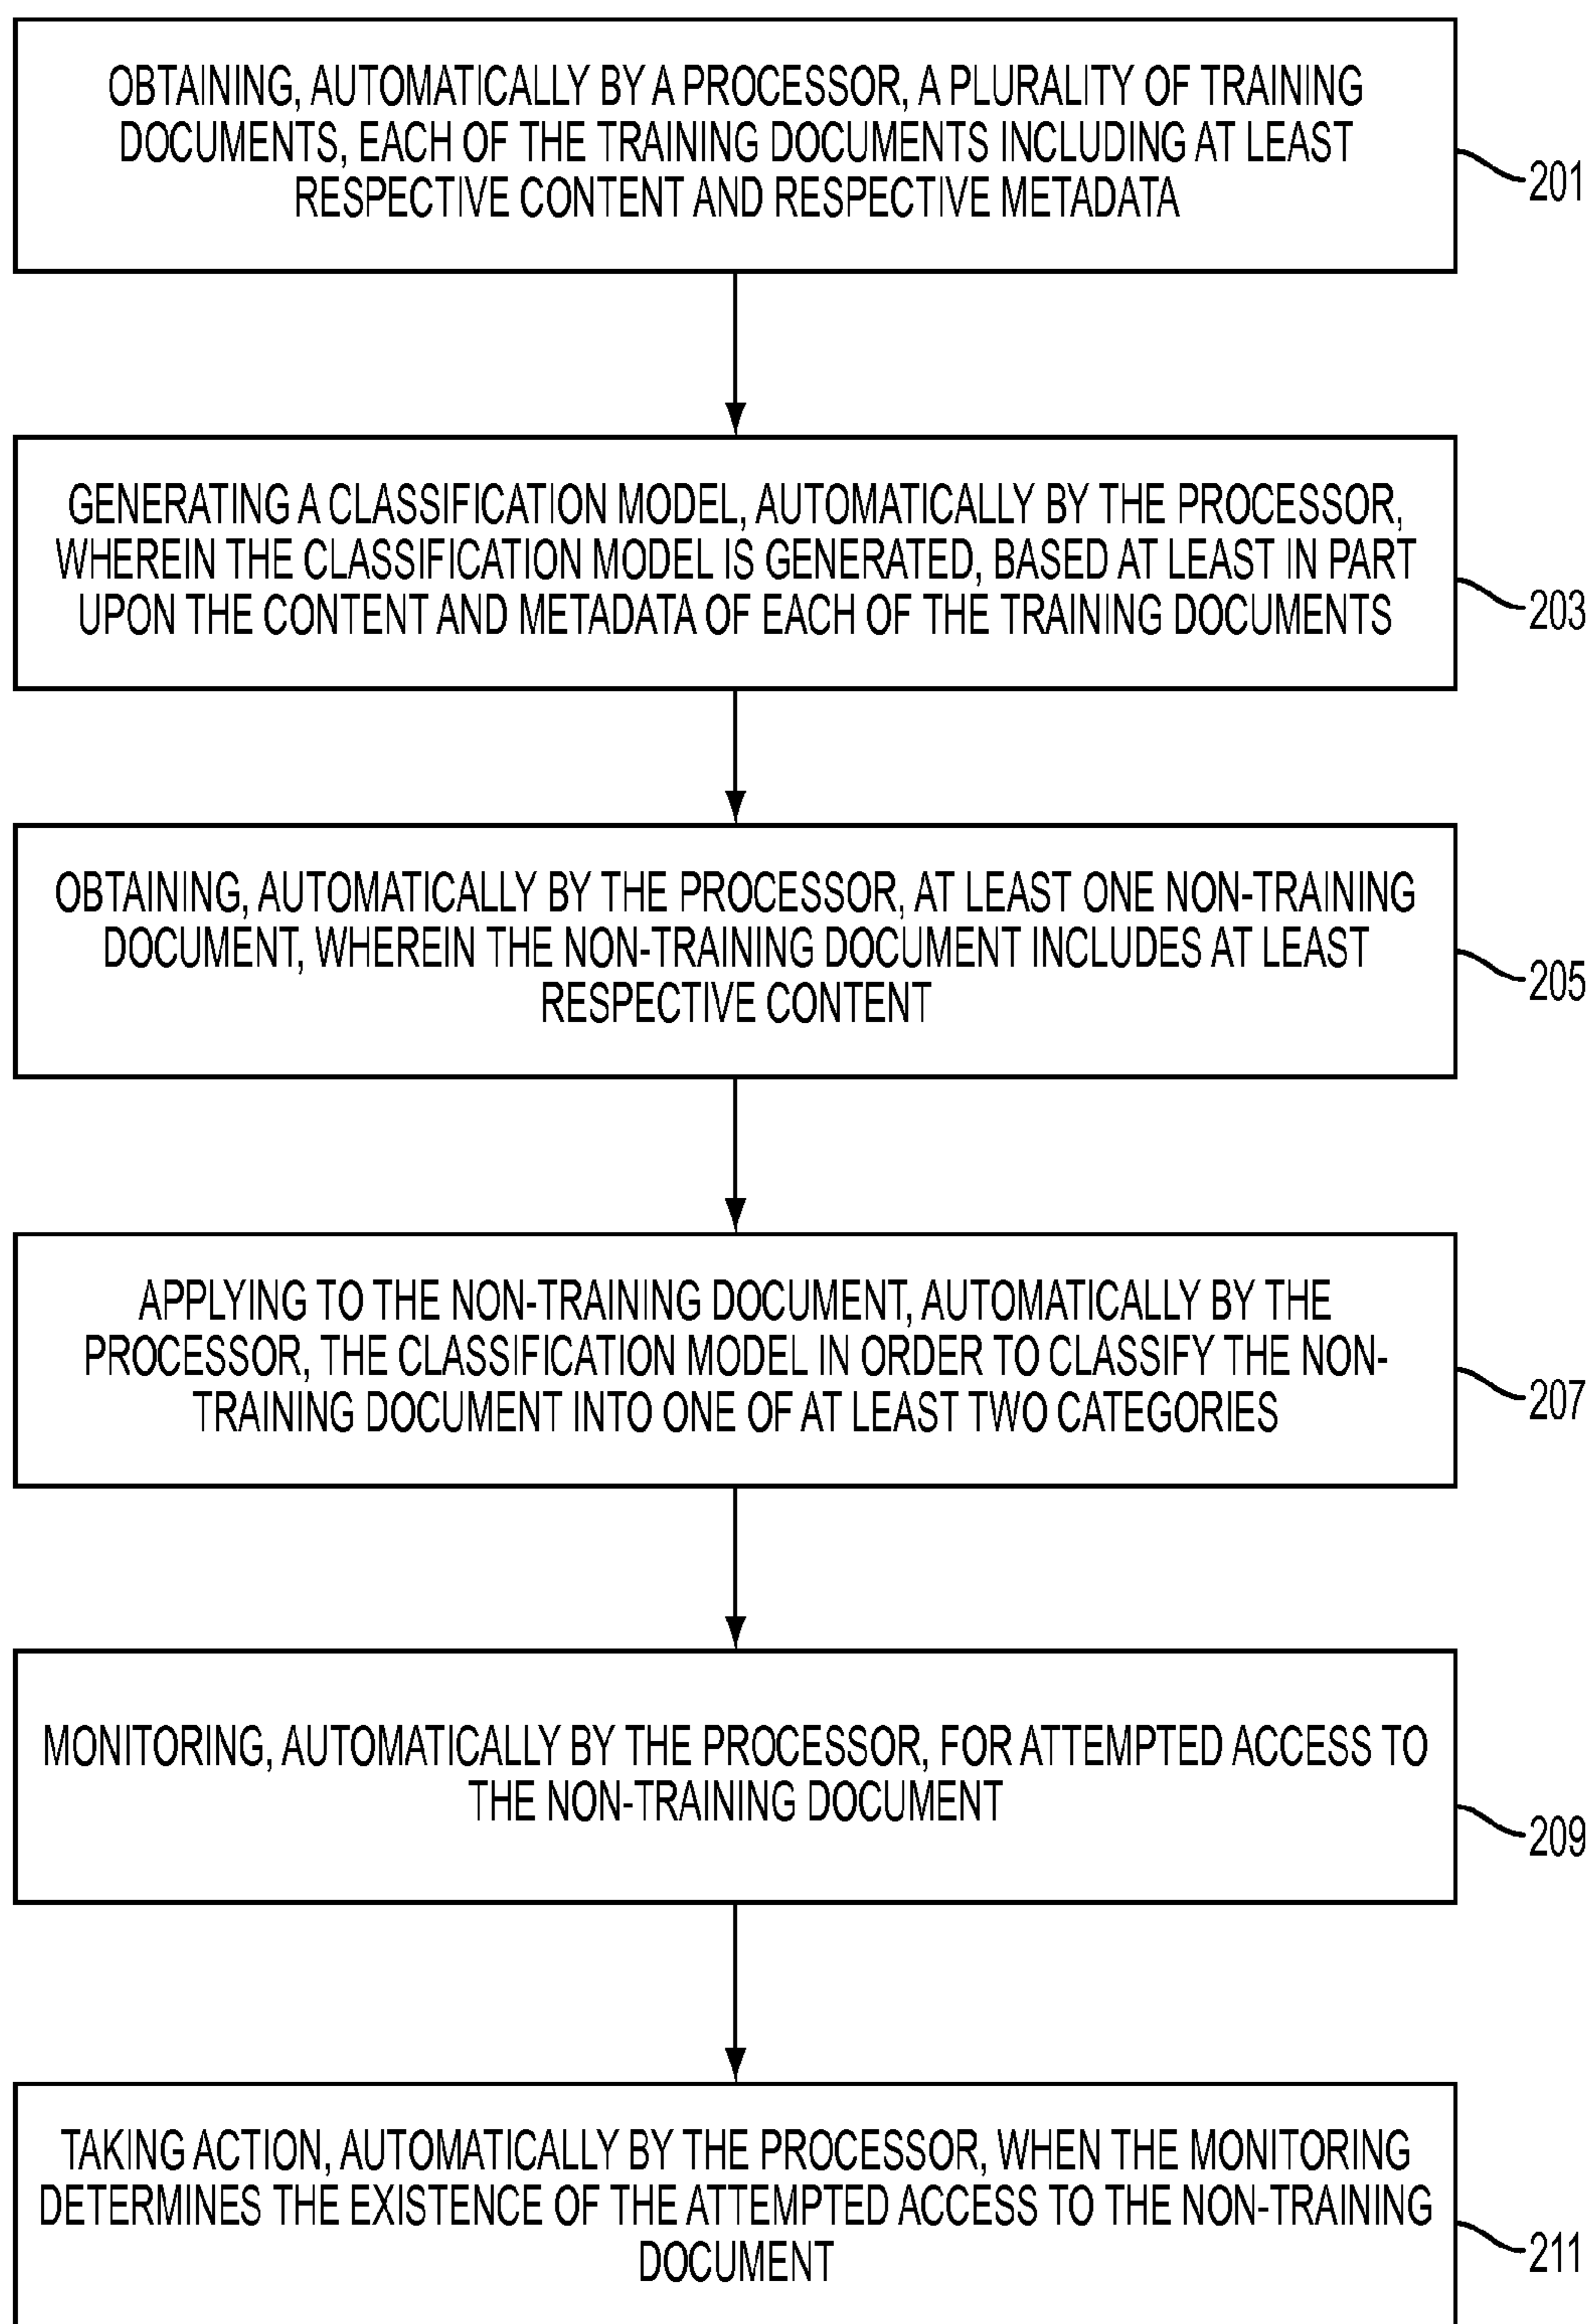 OBTAINING, AUTOMATICALLY BY A PROCESSOR, A PLURALITY OF TRAINING
DOCUMENTS, EACH OF THE TRAINING DOCUMENTS INCLUDING AT LEAST
RESPECTIVE CONTENT AND RESPECTIVE METADATA
201
GENERATING A CLASSIFICATION MODEL, AUTOMATICALLY BY THE PROCESSOR,
WHEREIN THE CLASSIFICATION MODEL IS GENERATED, BASED AT LEAST IN PART
UPON THE CONTENT AND METADATA OF EACH OF THE TRAINING DOCUMENTS
203
OBTAINING, AUTOMATICALLY BY THE PROCESSOR, AT LEAST ONE NON-TRAINING
DOCUMENT, WHEREIN THE NON-TRAINING DOCUMENT INCLUDES AT LEAST
RESPECTIVE CONTENT
205
APPLYING TO THE NON-TRAINING DOCUMENT, AUTOMATICALLY BY THE
PROCESSOR, THE CLASSIFICATION MODEL IN ORDER TO CLASSIFY THE NON-
TRAINING DOCUMENT INTO ONE OF AT LEAST TWO CATEGORIES
207
MONITORING, AUTOMATICALLY BY THE PROCESSOR, FOR ATTEMPTED ACCESS TO
THE NON-TRAINING DOCUMENT
209
TAKING ACTION, AUTOMATICALLY BY THE PROCESSOR, WHEN THE MONITORING
DETERMINES THE EXISTENCE OF THE ATTEMPTED ACCESS TO THE NON-TRAINING
DOCUMENT
211